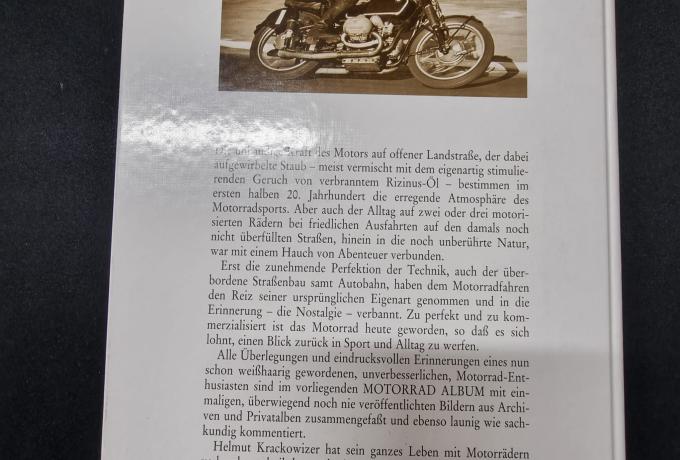 des Motors auf offener Landstraße, der dabei
aufgewirbelte Staub – meist vermischt mit dem eigenartig stimulie-
renden Geruch von verbranntem Rizinus-Öl – bestimmen im
ersten halben 20. Jahrhundert die erregende Atmosphäre des
Motorradsports. Aber auch der Alltag auf zwei oder drei motori-
sierten Rädern bei friedlichen Ausfahrten auf den damals noch
nicht überfüllten Straßen, hinein in die noch unberührte Natur,
war mit einem Hauch von Abenteuer verbunden.
Erst die zunehmende Perfektion der Technik, auch der über-
bordene Straßenbau samt Autobahn, haben dem Motorradfahren
den Reiz seiner ursprünglichen Eigenart genommen und in die
Erinnerung – die Nostalgie – verbannt. Zu perfekt und zu kom-
merzialisiert ist das Motorrad heute geworden, so daß es sich
lohnt, einen Blick zurück in Sport und Alltag zu werfen.
Alle Überlegungen und eindrucksvollen Erinnerungen eines nun
schon weißhaarig gewordenen, unverbesserlichen, Motorrad-Ent-
husiasten sind im vorliegenden MOTORRAD ALBUM mit ein-
maligen, überwiegend noch nie veröffentlichten Bildern aus Archi-
ven und Privatalben zusammengefaßt und ebenso launig wie sach-
kundig kommentiert.
Helmut Krackowizer hat sein ganzes Leben mit Motorrädern